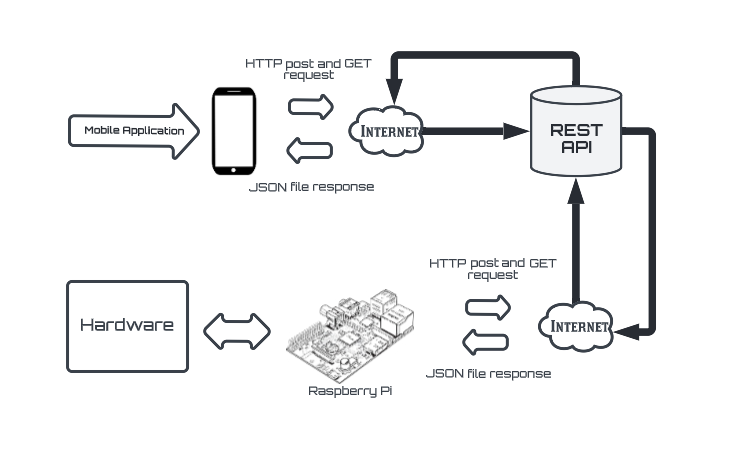 HTTP post and GET
request
Mobile Application
INTERNET
REST
API
JSON file response
HTTP post and GET
request
Hardware
INTERNET
JSON file response
Raspberry Pi